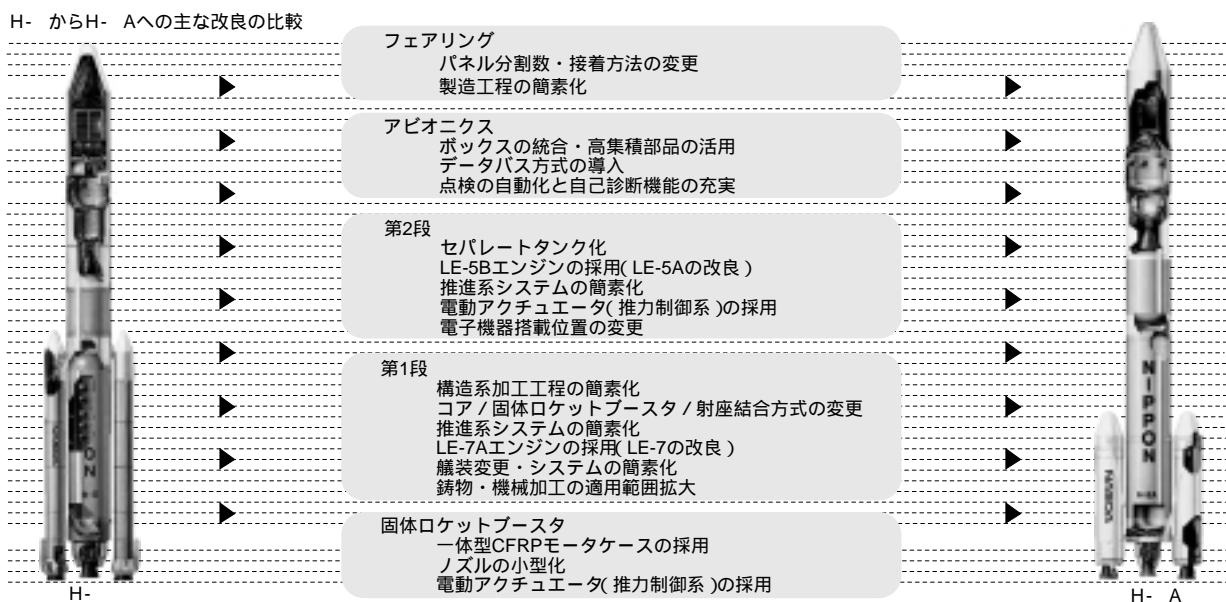 H- からH- Aへの主な改良の比較
フェアリング
パネル分割数・接着方法の変更
製造工程の簡素化
アビオニクス
ボックスの統合・高集積部品の活用
データバス方式の導入
点検の自動化と自己診断機能の充実
第2段
セパレートタンク化
LE-5Bエンジンの採用( LE-5Aの改良 )
推進系システムの簡素化
電動アクチュエータ( 推力制御系 )の採用
電子機器搭載位置の変更
第1段
構造系加工工程の簡素化
コア / 固体ロケットブースタ / 射座結合方式の変更
推進系システムの簡素化
LE-7Aエンジンの採用( LE-7の改良 )
艤装変更・システムの簡素化
鋳物・機械加工の適用範囲拡大
固体ロケットブースタ
一体型CFRPモータケースの採用
ノズルの小型化
電動アクチュエータ( 推力制御系 )の採用
H-
NIPPON
H- A